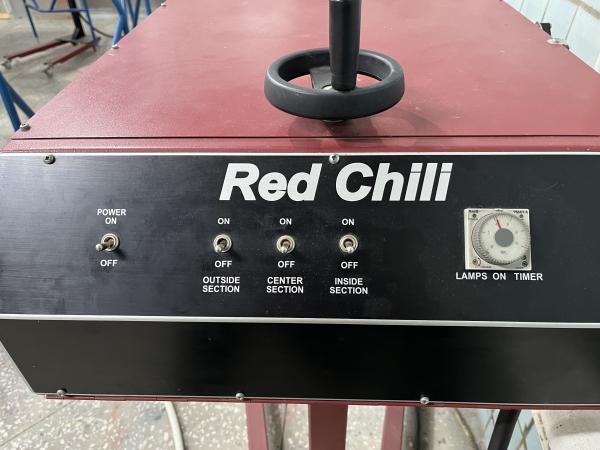 Red Chili
POWER
ON
OFF
ON
OFF
OUTSIDE
SECTION
ON
OFF
CENTER
SECTION
ON
OFF
INSIDE
SECTION
LAMPS ON TIMER